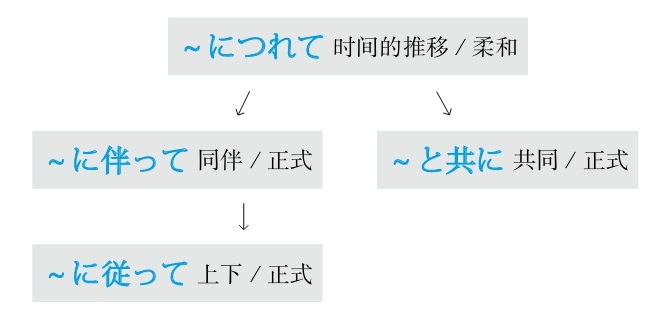 ～につれて 时间的推移 / 柔和
～に伴って 同伴 / 正式
～と共に 共同 / 正式
～に従って 上下 / 正式